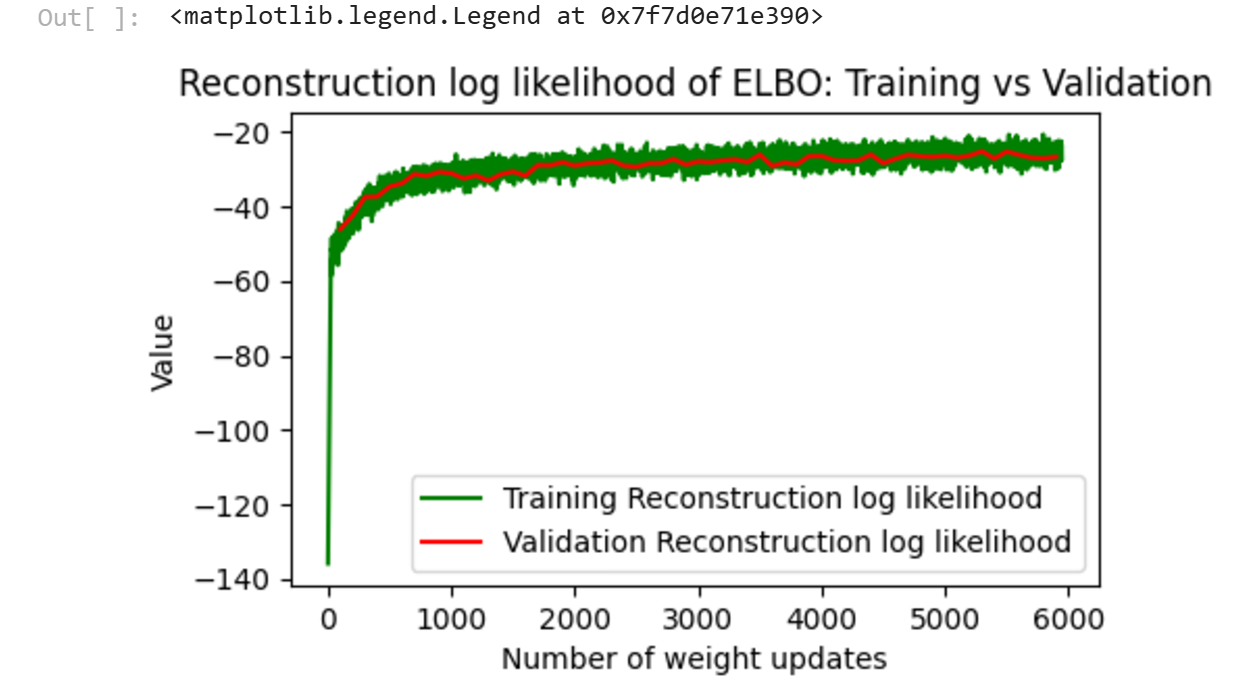 Out[ ]: <matplotlib.legend.Legend at 0x7f7d0e71e390>
Reconstruction log likelihood of ELBO: Training vs Validation
−20
−40
−60
−80
−100
−120
−140
Value
Training Reconstruction log likelihood
Validation Reconstruction log likelihood
0 1000 2000 3000 4000 5000 6000
Number of weight updates